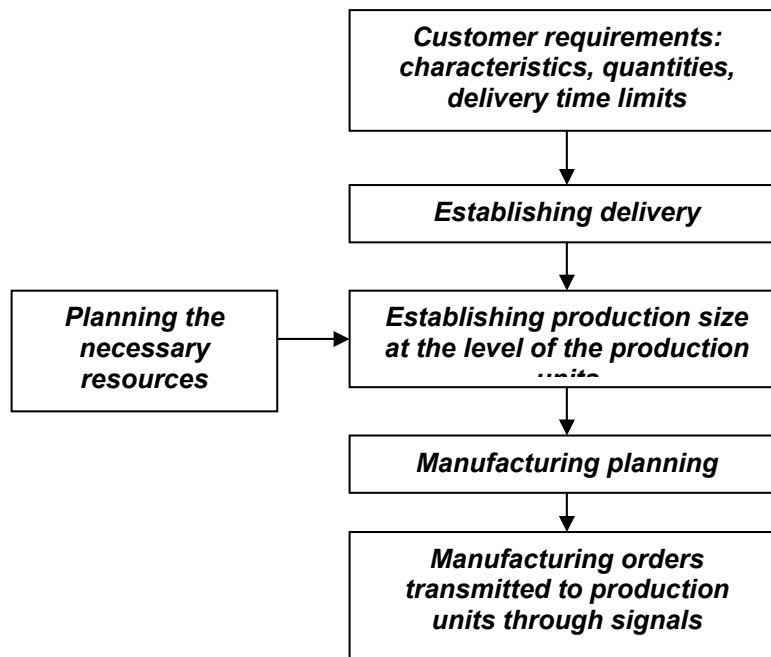 Customer requirements:
characteristics, quantities,
delivery time limits
Establishing delivery
Planning the
necessary
resources
Establishing production size
at the level of the production
units
Manufacturing planning
Manufacturing orders
transmitted to production
units through signals